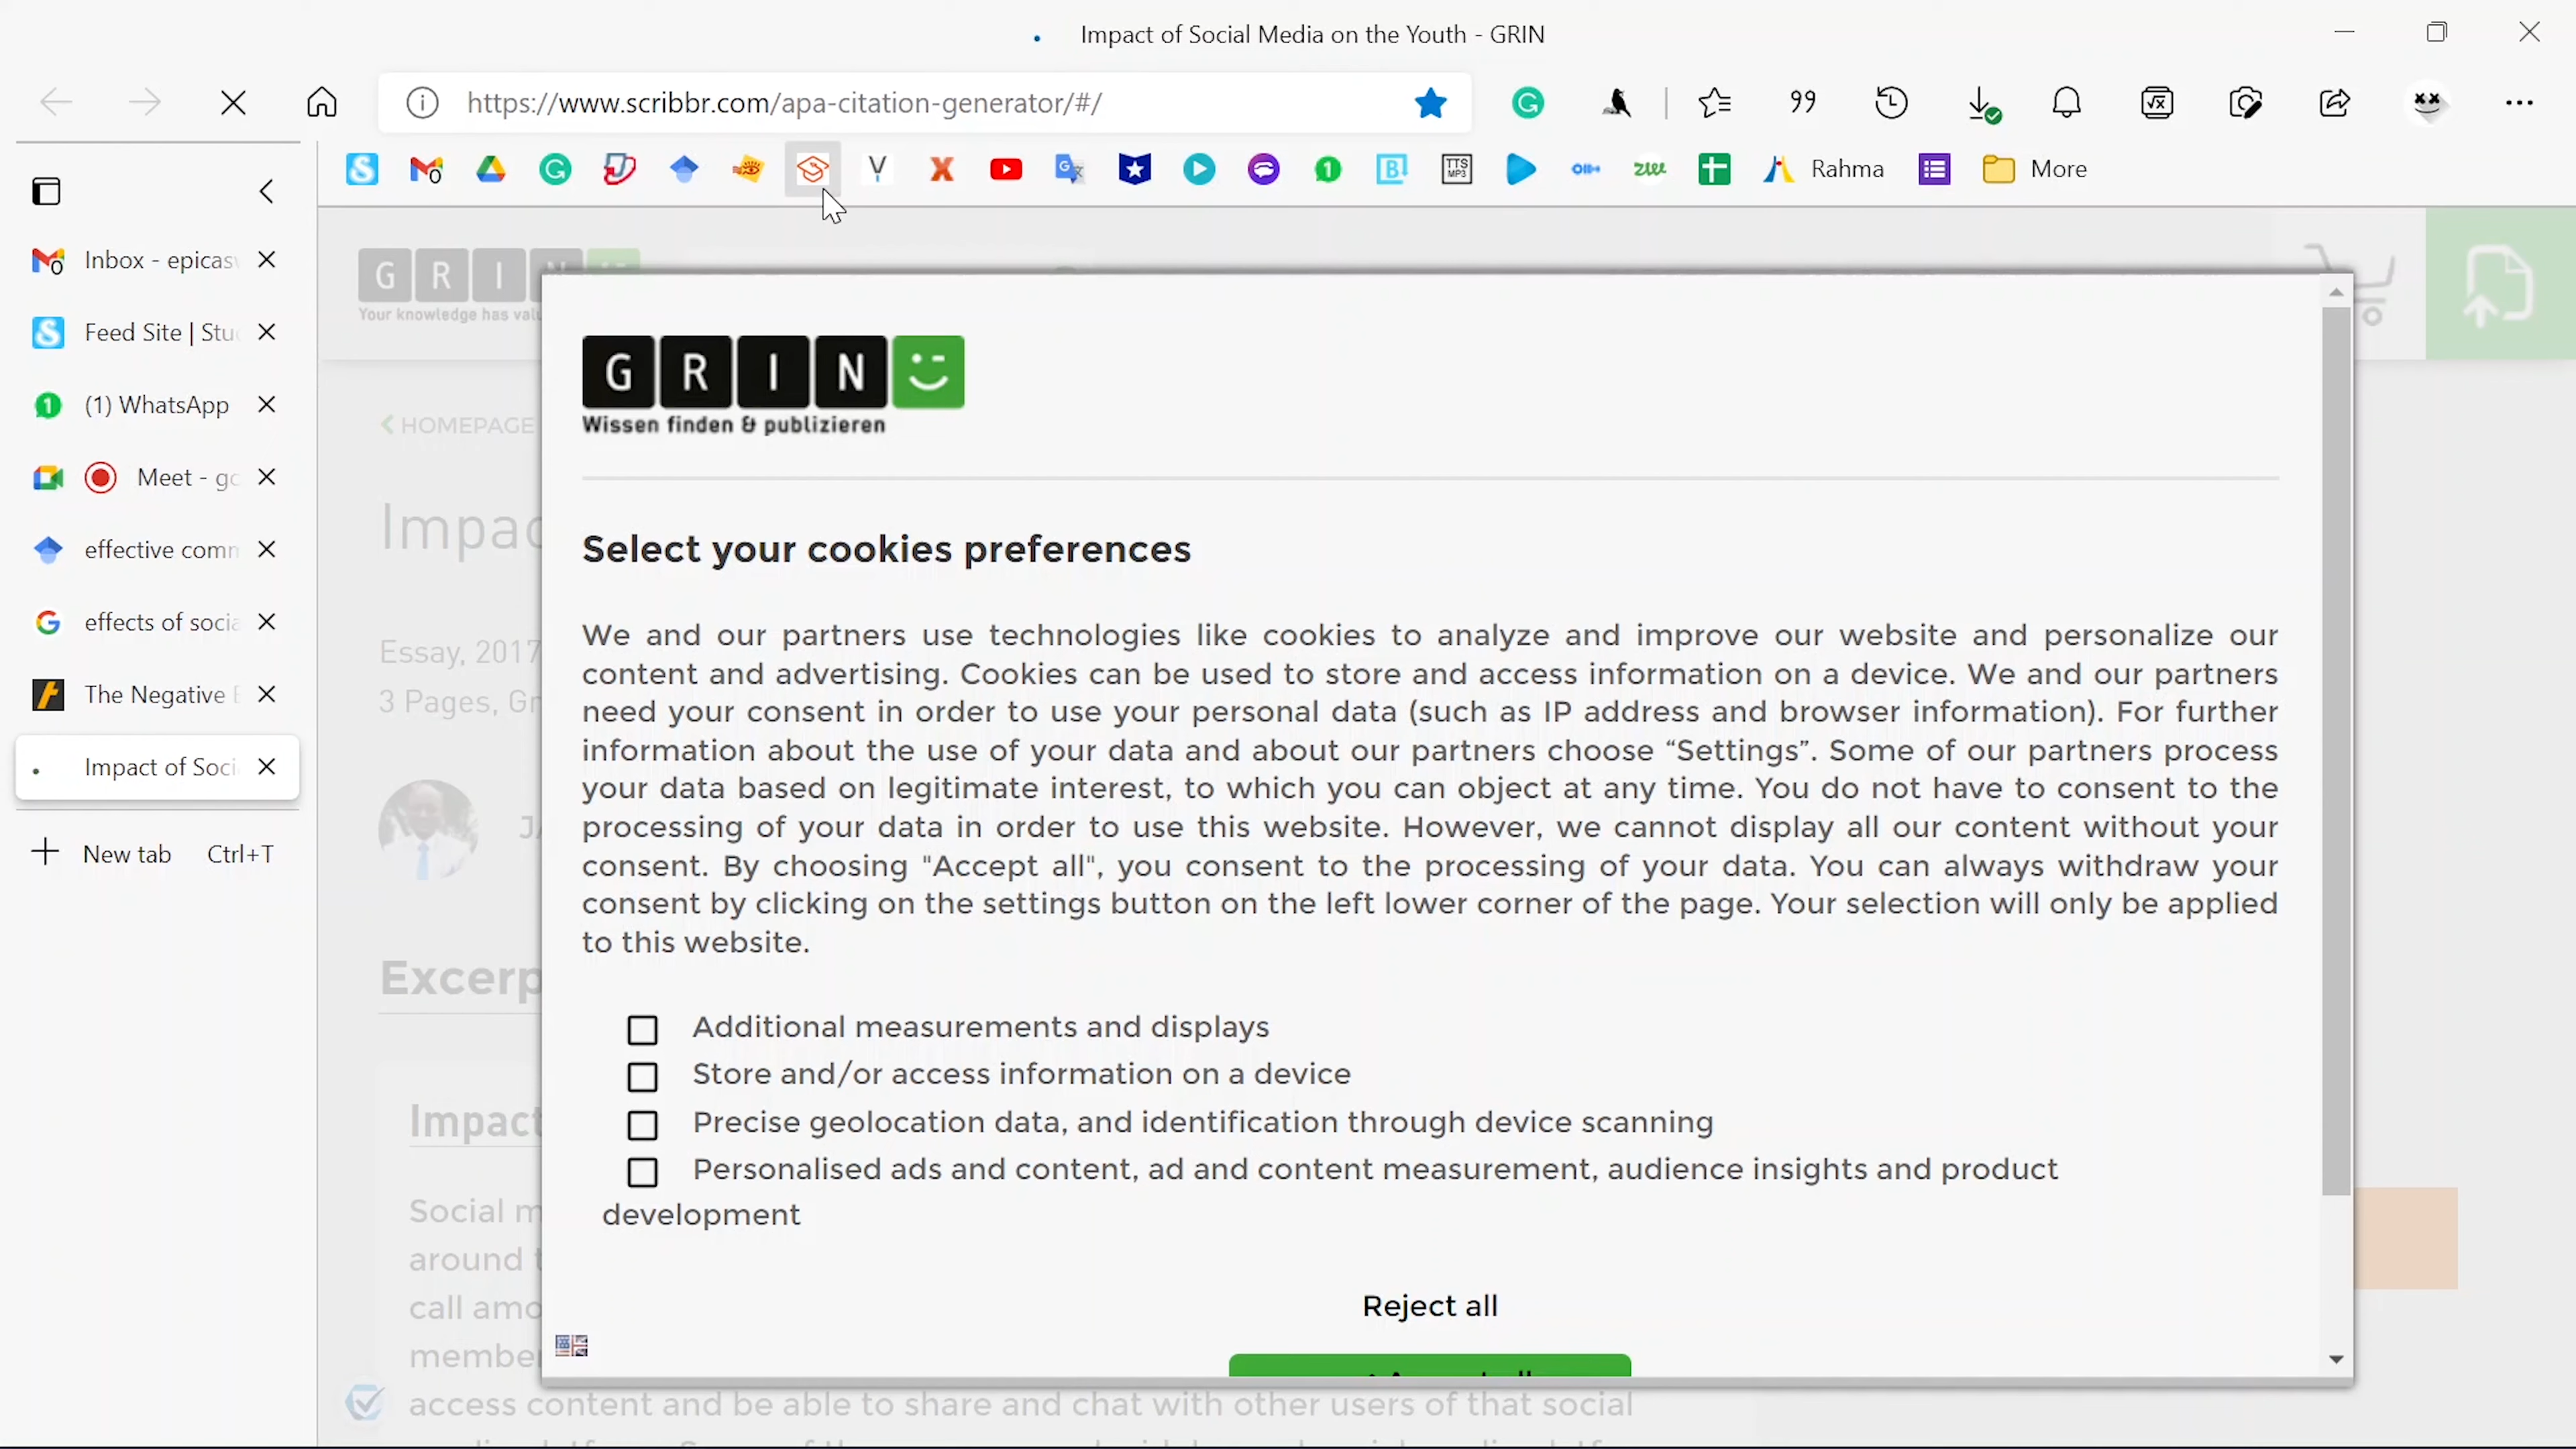 Impact of Social Media on the Youth - GRIN
https://www.scribbr.com/apa-citation-generator/#/
99
Rahma
More
Inbox - epicas
Feed Site | Stu
(1) WhatsApp
Meet - gc
effective comm
effects of socia
The Negative E
Impact of Soci
New tab Ctrl+T
GRIN
Your knowledge has valu
HOMEPAGE
Impac
Essay, 2017
3 Pages, Gr
JA
Excerp
Impact
Social m
around t
call amo
member
access content and be able to share and chat with other users of that social
GRIN
Wissen finden & publizieren
Select your cookies preferences
We and our partners use technologies like cookies to analyze and improve our website and personalize our
content and advertising. Cookies can be used to store and access information on a device. We and our partners
need your consent in order to use your personal data (such as IP address and browser information). For further
information about the use of your data and about our partners choose “Settings”. Some of our partners process
your data based on legitimate interest, to which you can object at any time. You do not have to consent to the
processing of your data in order to use this website. However, we cannot display all our content without your
consent. By choosing "Accept all", you consent to the processing of your data. You can always withdraw your
consent by clicking on the settings button on the left lower corner of the page. Your selection will only be applied
to this website.
Additional measurements and displays
Store and/or access information on a device
Precise geolocation data, and identification through device scanning
Personalised ads and content, ad and content measurement, audience insights and product
development
Reject all